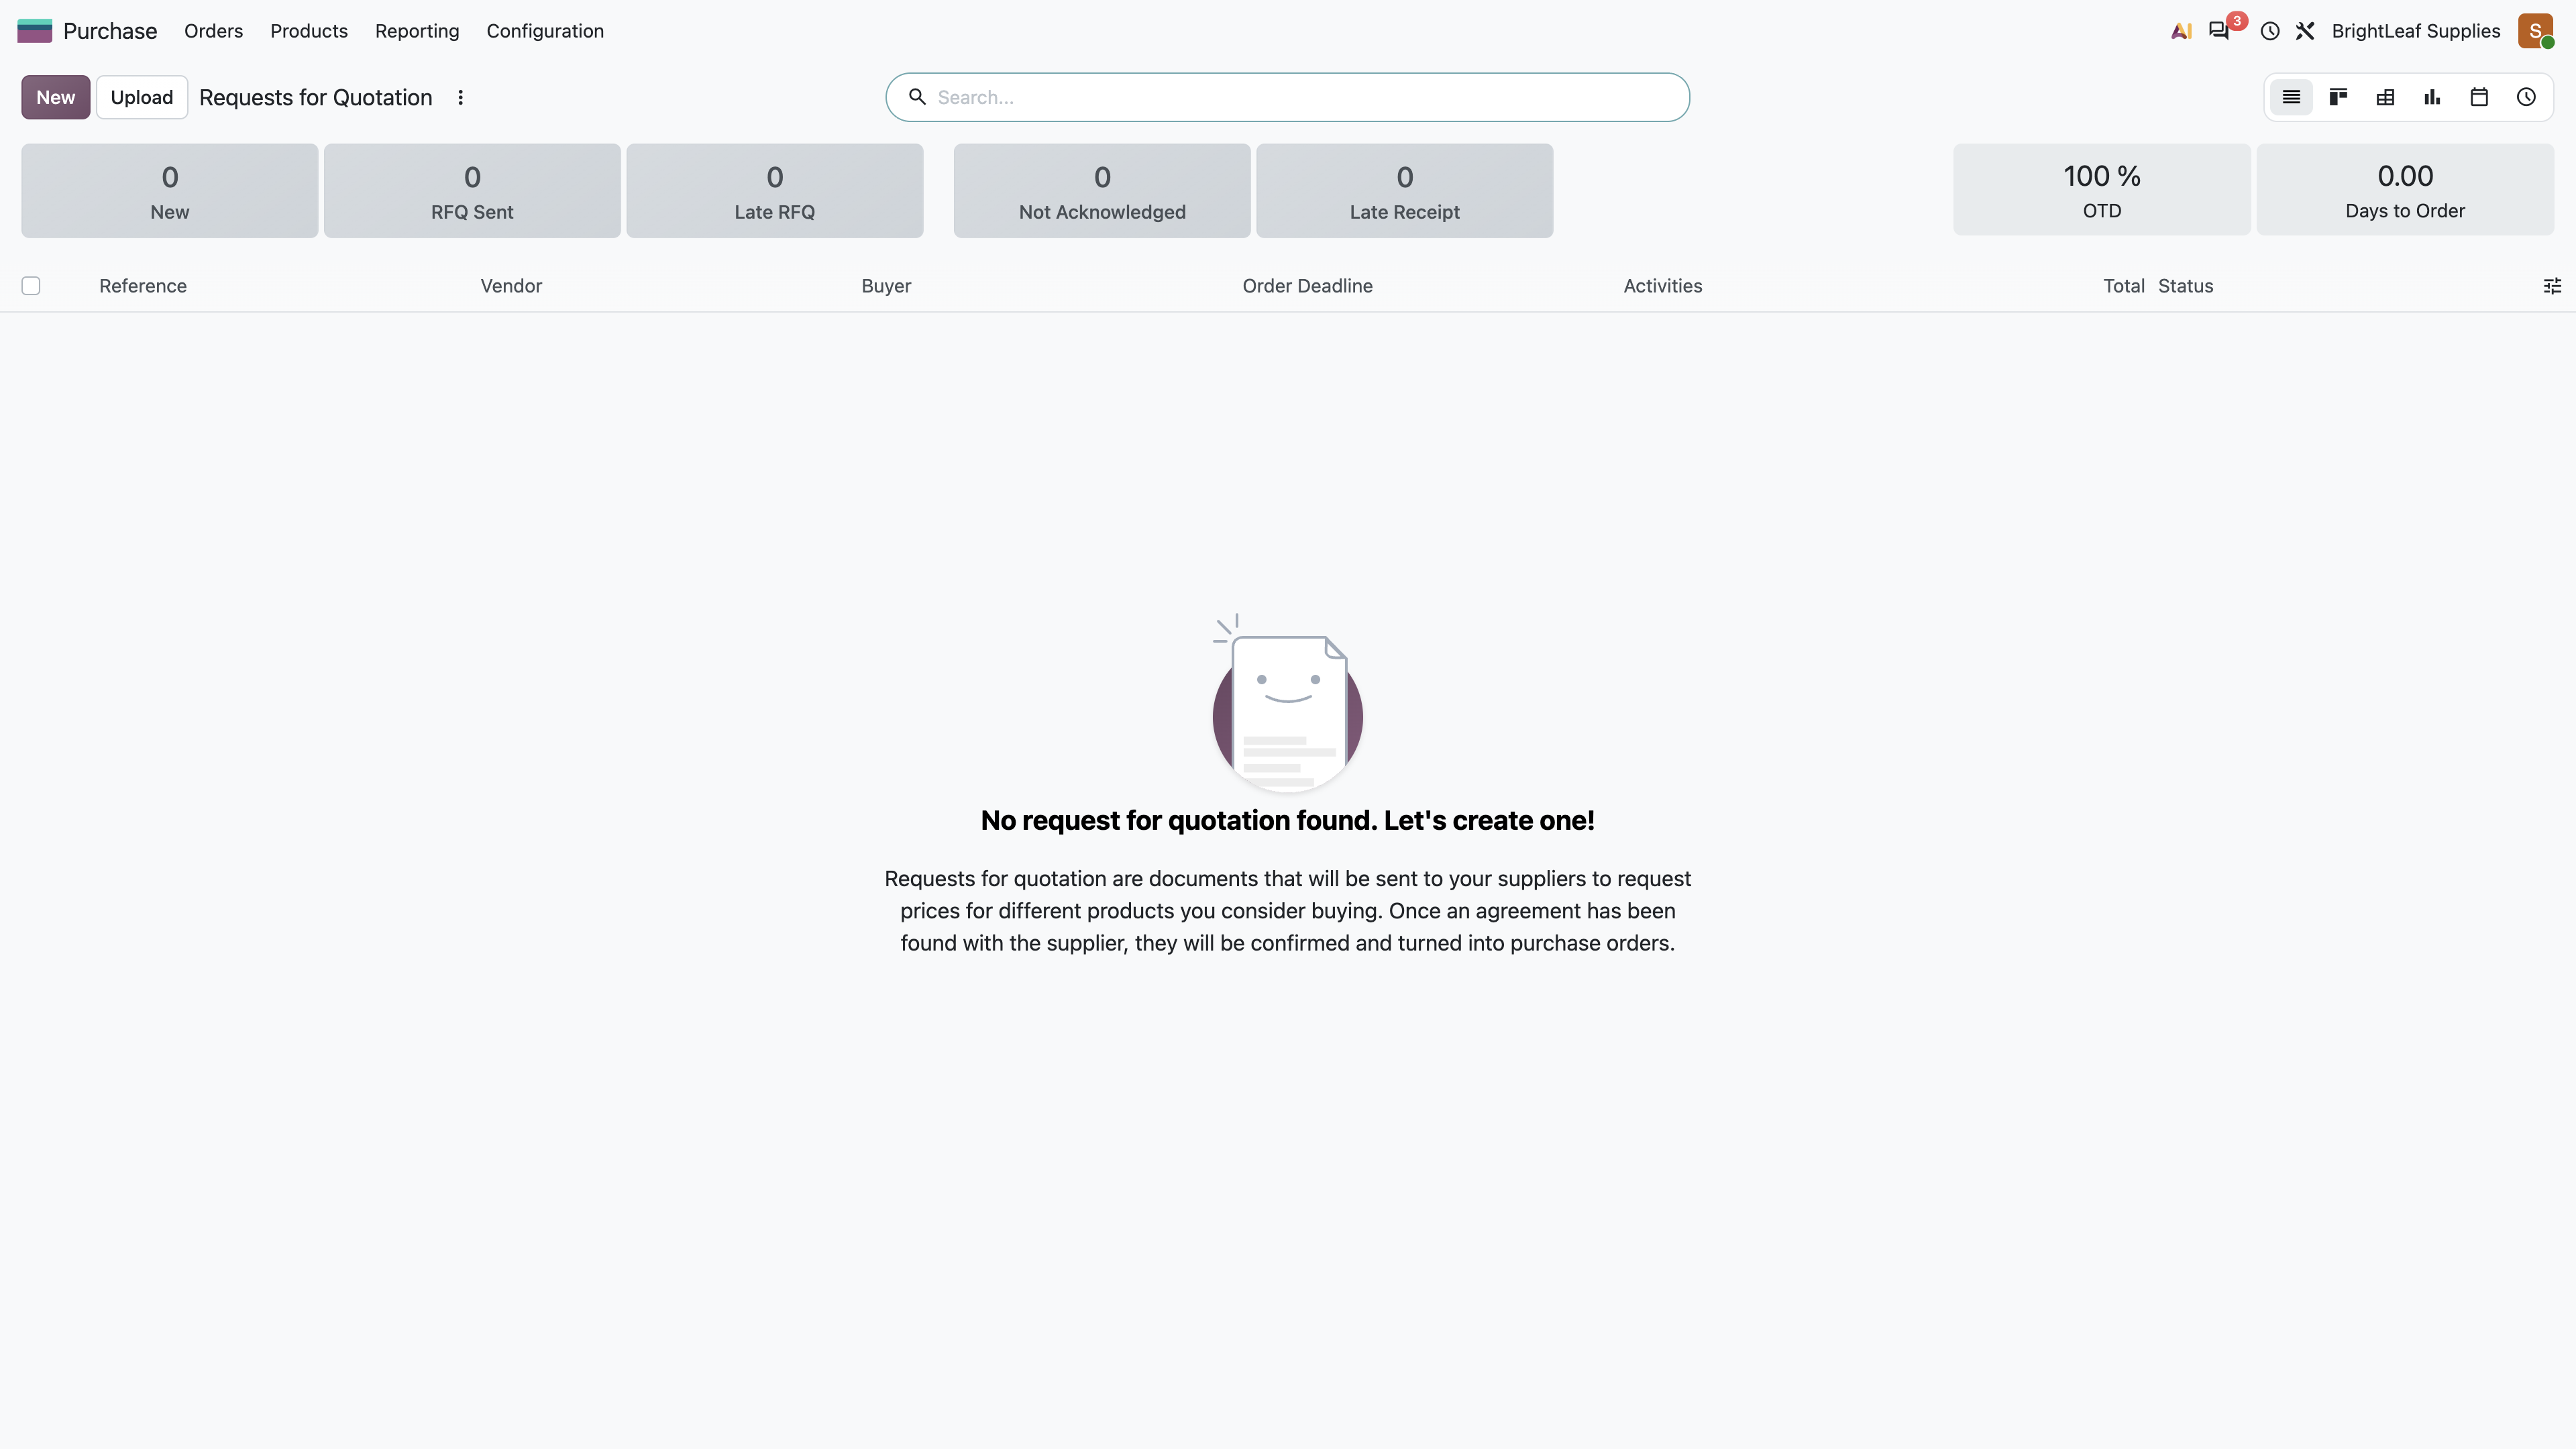 Purchase Orders Products Reporting Configuration AI 3 BrightLeaf Supplies S
New Upload Requests for Quotation Search...
0 0 0 0 0 100 % 0.00
New RFQ Sent Late RFQ Not Acknowledged Late Receipt OTD Days to Order
Reference Vendor Buyer Order Deadline Activities Total Status
No request for quotation found. Let's create one!
Requests for quotation are documents that will be sent to your suppliers to request
prices for different products you consider buying. Once an agreement has been
found with the supplier, they will be confirmed and turned into purchase orders.